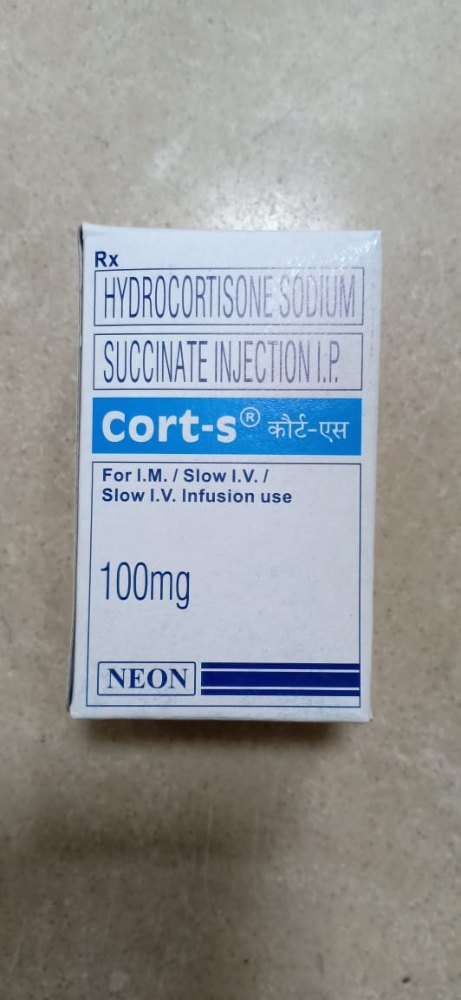 Rx
HYDROCORTISONE SODIUM
SUCCINATE INJECTION I.P.
Cort-s® कौर्ट-एस
For I.M. / Slow I.V. /
Slow I.V. Infusion use
100mg
NEON